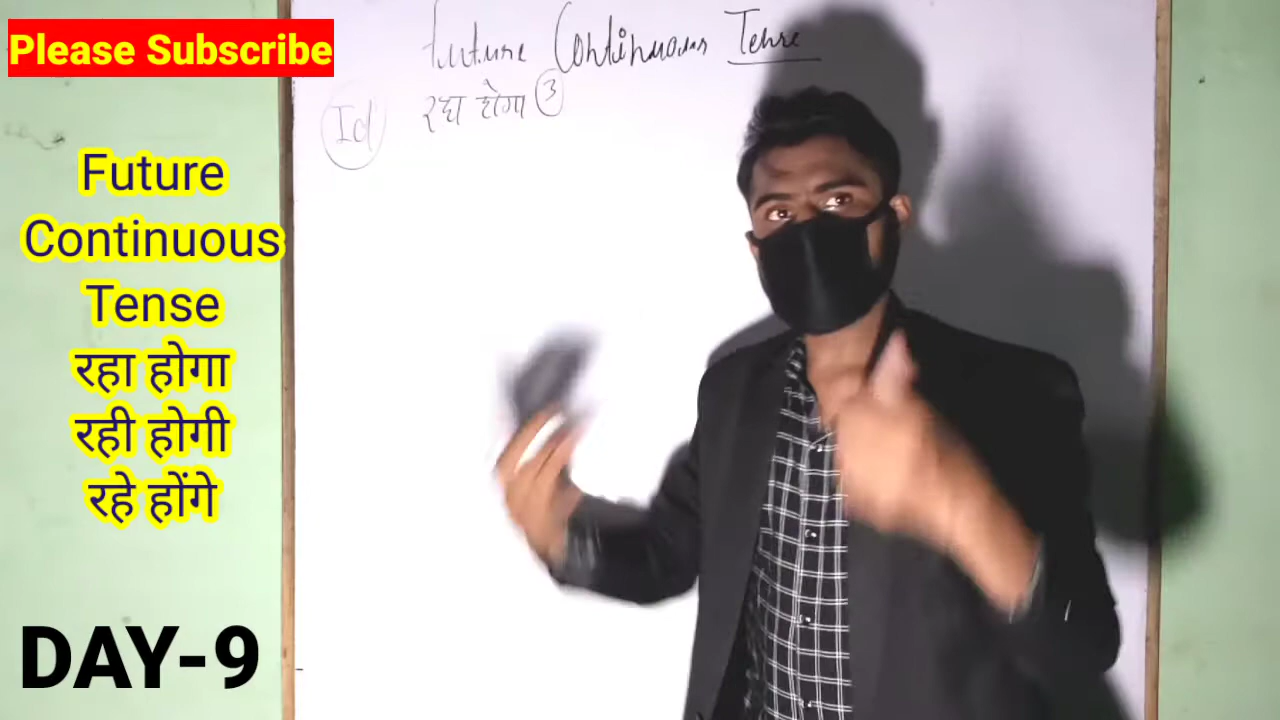 Please Subscribe
Future Continuous Tense
Id
रहा होगा ③
Future
Continuous
Tense
रहा होगा
रही होगी
रहे होंगे
DAY-9